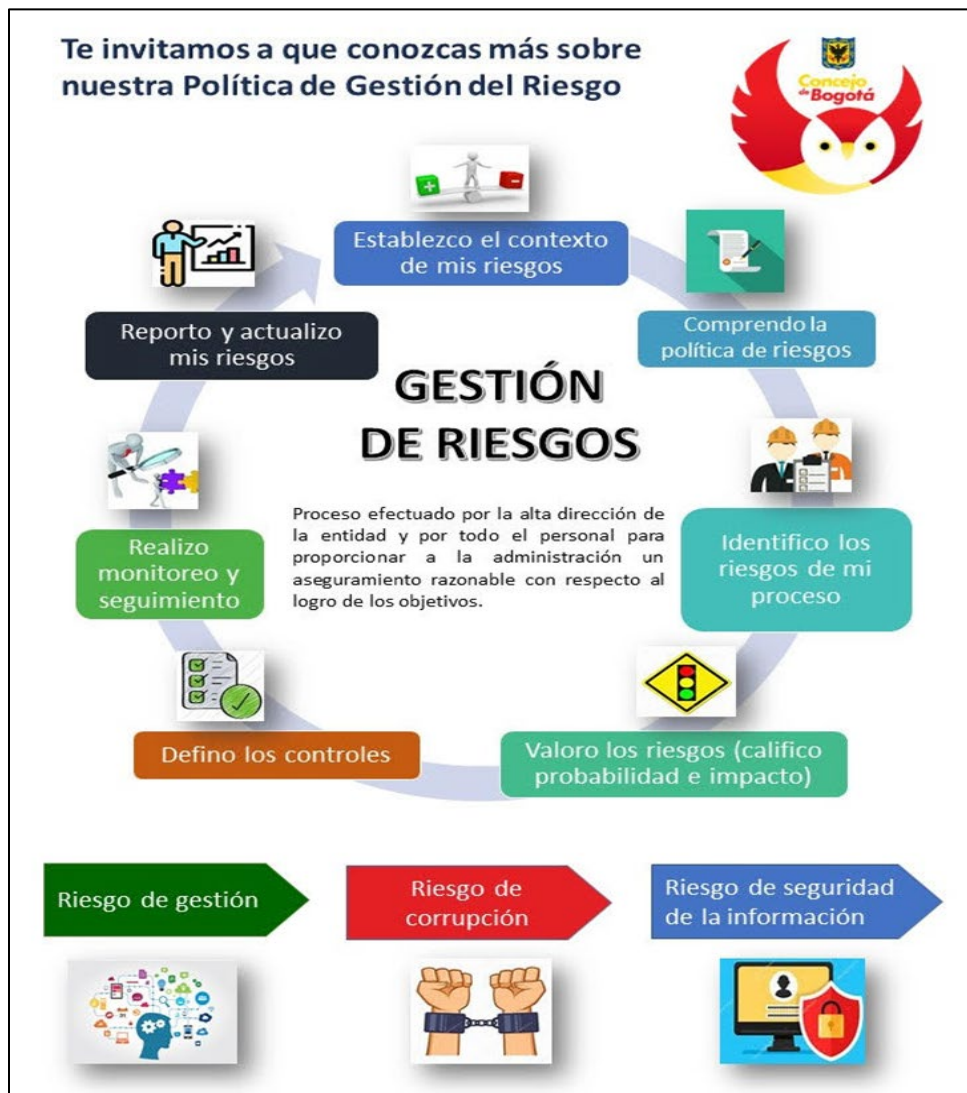 Te invitamos a que conozcas más sobre
nuestra Política de Gestión del Riesgo
Concejo
de Bogotá
Establezco el contexto
de mis riesgos
Comprendo la
política de riesgos
Identifico los
riesgos de mi
proceso
Valoro los riesgos (califico
probabilidad e impacto)
Defino los controles
Realizo
monitoreo y
seguimiento
Reporto y actualizo
mis riesgos
GESTIÓN
DE RIESGOS
Proceso efectuado por la alta dirección de
la entidad y por todo el personal para
proporcionar a la administración un
aseguramiento razonable con respecto al
logro de los objetivos.
Riesgo de gestión
Riesgo de
corrupción
Riesgo de seguridad
de la información